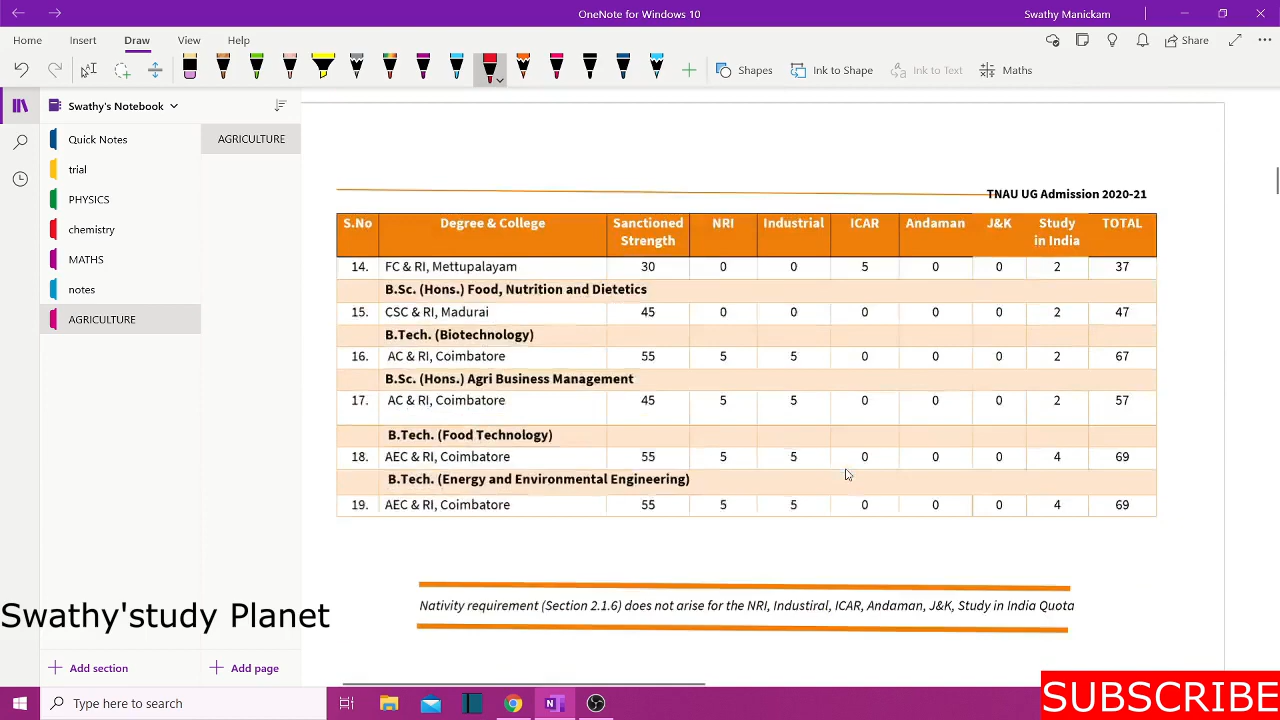 OneNote for Windows 10
Swathy Manickam
Home Insert Draw View Help
Share
Shapes Ink to Shape Ink to Text Maths
Swathy's Notebook
Quick Notes
trial
PHYSICS
chemistry
MATHS
notes
AGRICULTURE
AGRICULTURE
TNAU UG Admission 2020-21
S.No Degree & College Sanctioned Strength NRI Industrial ICAR Andaman J&K Study in India TOTAL
14. FC & RI, Mettupalayam 30 0 0 5 0 0 2 37
B.Sc. (Hons.) Food, Nutrition and Dietetics
15. CSC & RI, Madurai 45 0 0 0 0 0 2 47
B.Tech. (Biotechnology)
16. AC & RI, Coimbatore 55 5 5 0 0 0 2 67
B.Sc. (Hons.) Agri Business Management
17. AC & RI, Coimbatore 45 5 5 0 0 0 2 57
B.Tech. (Food Technology)
18. AEC & RI, Coimbatore 55 5 5 0 0 0 4 69
B.Tech. (Energy and Environmental Engineering)
19. AEC & RI, Coimbatore 55 5 5 0 0 0 4 69
Nativity requirement (Section 2.1.6) does not arise for the NRI, Industiral, ICAR, Andaman, J&K, Study in India Quota
Swathy'study Planet
Add section Add page
Type here to search
SUBSCRIBE